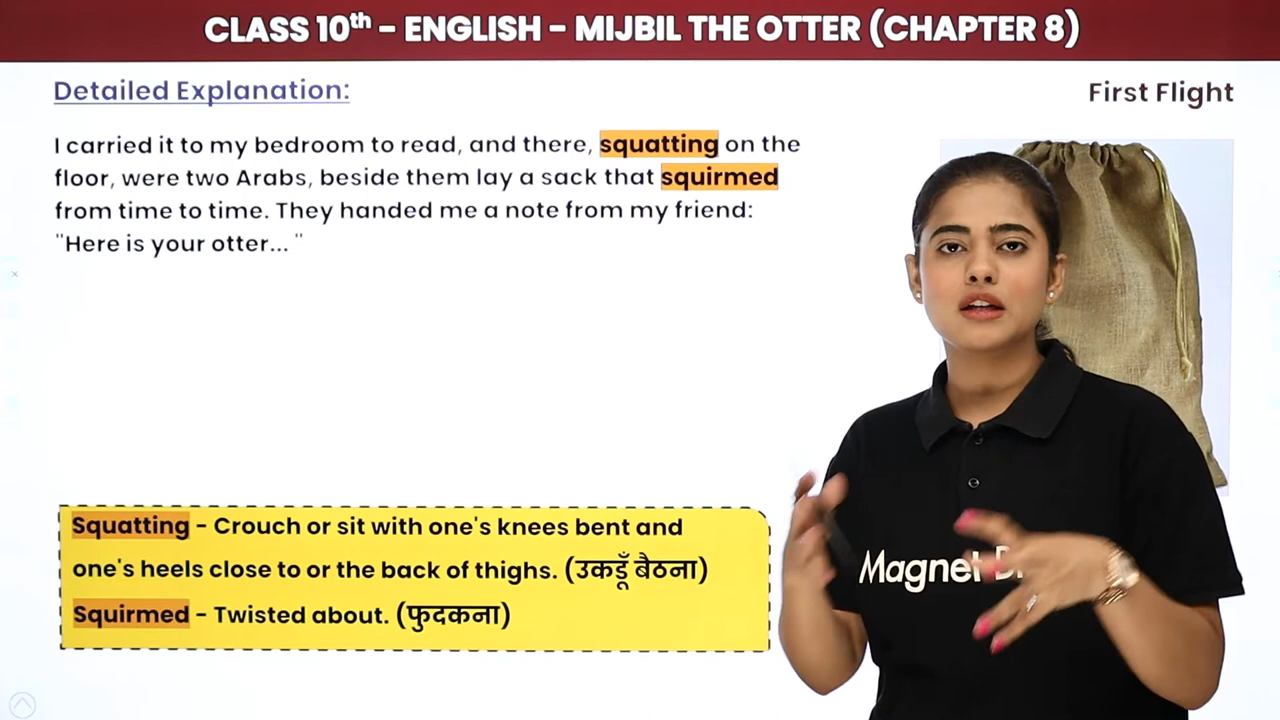 CLASS 10th - ENGLISH - MIJBIL THE OTTER (CHAPTER 8)
Detailed Explanation:
First Flight
I carried it to my bedroom to read, and there, squatting on the
floor, were two Arabs, beside them lay a sack that squirmed
from time to time. They handed me a note from my friend:
"Here is your otter... "
Squatting - Crouch or sit with one's knees bent and
one's heels close to or the back of thighs. (उकड़ूँ बैठना)
Squirmed - Twisted about. (फुदकना)
Magnet